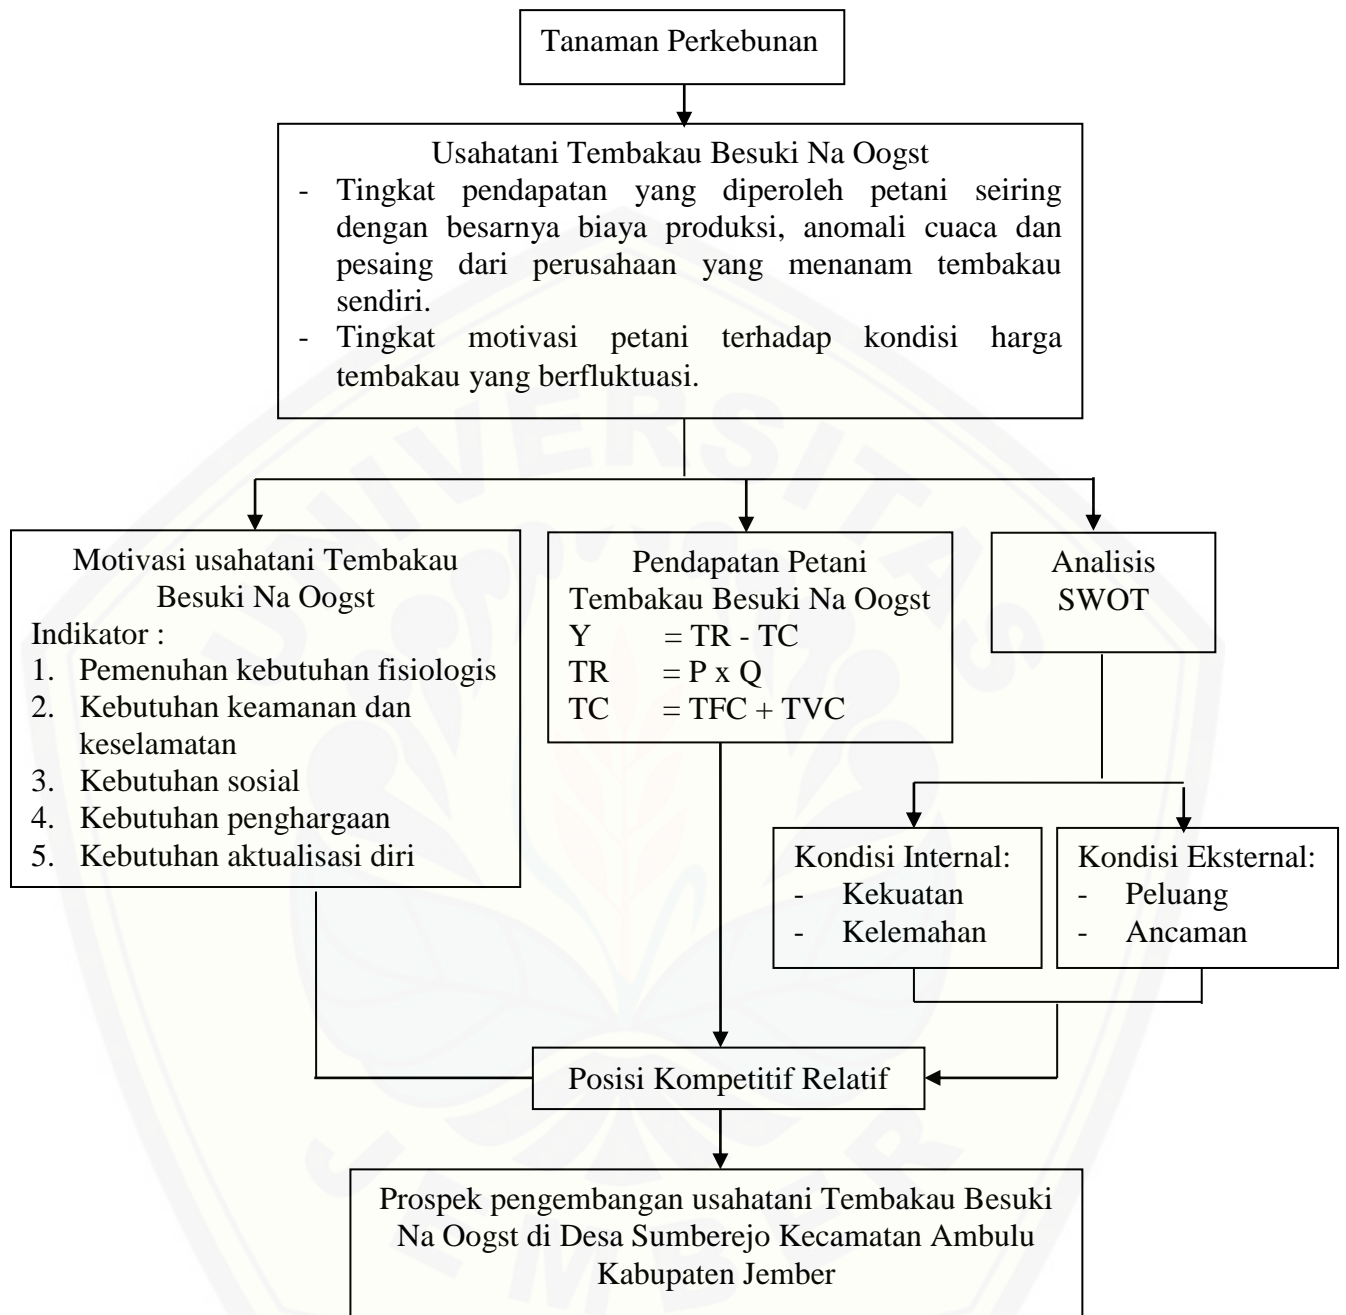 Tanaman Perkebunan
Usahatani Tembakau Besuki Na Oogst
- Tingkat pendapatan yang diperoleh petani seiring
dengan besarnya biaya produksi, anomali cuaca dan
pesaing dari perusahaan yang menanam tembakau
sendiri.
- Tingkat motivasi petani terhadap kondisi harga
tembakau yang berfluktuasi.
Motivasi usahatani Tembakau
Besuki Na Oogst
Indikator :
1. Pemenuhan kebutuhan fisiologis
2. Kebutuhan keamanan dan
keselamatan
3. Kebutuhan sosial
4. Kebutuhan penghargaan
5. Kebutuhan aktualisasi diri
Pendapatan Petani
Tembakau Besuki Na Oogst
Y = TR - TC
TR = P x Q
TC = TFC + TVC
Analisis
SWOT
Kondisi Internal:
- Kekuatan
- Kelemahan
Kondisi Eksternal:
- Peluang
- Ancaman
Posisi Kompetitif Relatif
Prospek pengembangan usahatani Tembakau Besuki
Na Oogst di Desa Sumberejo Kecamatan Ambulu
Kabupaten Jember
UNIVERSITAS
JEMBER